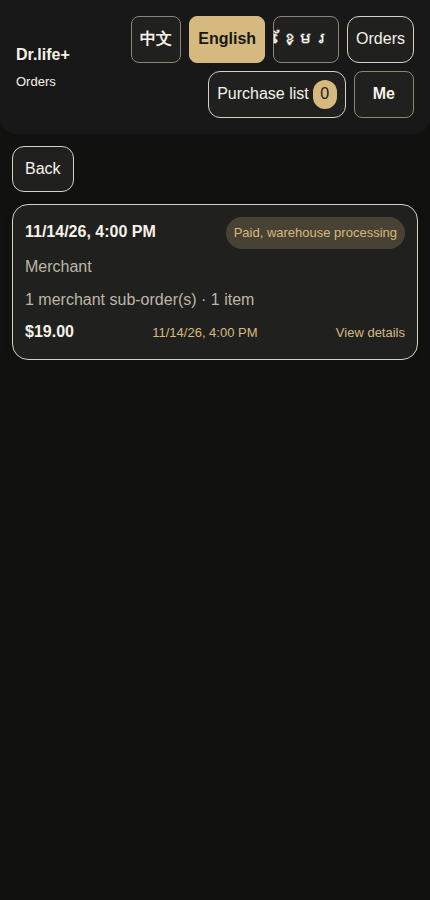 Dr.life+
Orders
中文
English
ខ្មែរ
Orders
Purchase list 0
Me
Back
11/14/26, 4:00 PM
Paid, warehouse processing
Merchant
1 merchant sub-order(s) · 1 item
$19.00
11/14/26, 4:00 PM
View details